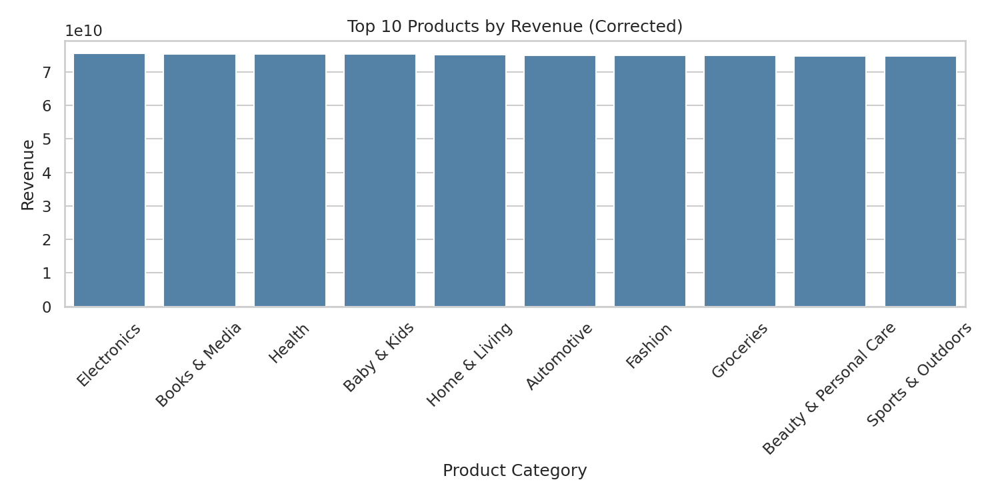 Top 10 Products by Revenue (Corrected)
1e10
7
6
5
4
3
2
1
0
Revenue
Electronics
Books & Media
Health
Baby & Kids
Home & Living
Automotive
Fashion
Groceries
Beauty & Personal Care
Sports & Outdoors
Product Category